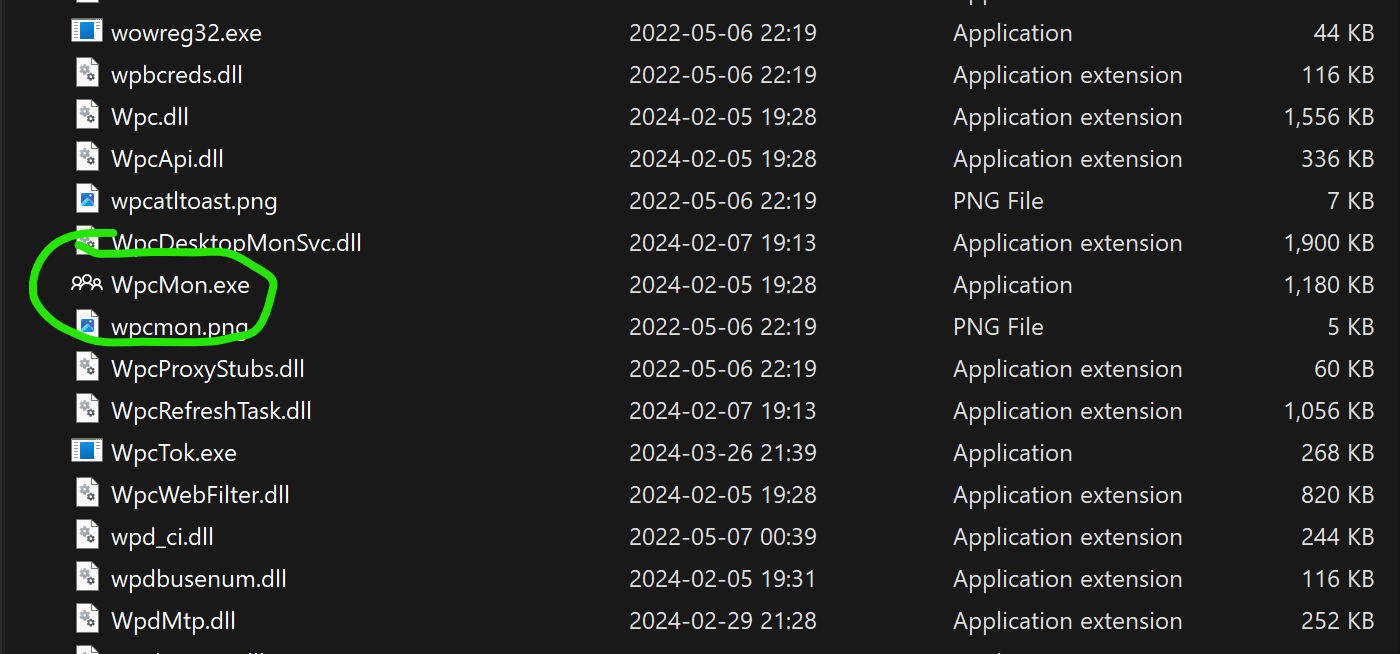 wowreg32.exe 2022-05-06 22:19 Application 44 KB
wpbcreds.dll 2022-05-06 22:19 Application extension 116 KB
Wpc.dll 2024-02-05 19:28 Application extension 1,556 KB
WpcApi.dll 2024-02-05 19:28 Application extension 336 KB
wpcatltoast.png 2022-05-06 22:19 PNG File 7 KB
WpcDesktopMonSvc.dll 2024-02-07 19:13 Application extension 1,900 KB
WpcMon.exe 2024-02-05 19:28 Application 1,180 KB
wpcmon.png 2022-05-06 22:19 PNG File 5 KB
WpcProxyStubs.dll 2022-05-06 22:19 Application extension 60 KB
WpcRefreshTask.dll 2024-02-07 19:13 Application extension 1,056 KB
WpcTok.exe 2024-03-26 21:39 Application 268 KB
WpcWebFilter.dll 2024-02-05 19:28 Application extension 820 KB
wpd_ci.dll 2022-05-07 00:39 Application extension 244 KB
wpdbusenum.dll 2024-02-05 19:31 Application extension 116 KB
WpdMtp.dll 2024-02-29 21:28 Application extension 252 KB